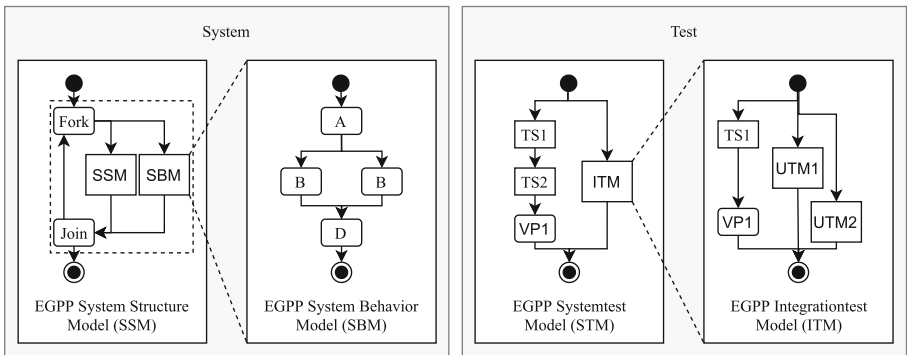 System
Fork
SSM
SBM
Join
EGPP System Structure
Model (SSM)
A
B
B
D
EGPP System Behavior
Model (SBM)
Test
TS1
TS2
VP1
ITM
EGPP Systemtest
Model (STM)
TS1
UTM1
VP1
UTM2
EGPP Integrationtest
Model (ITM)